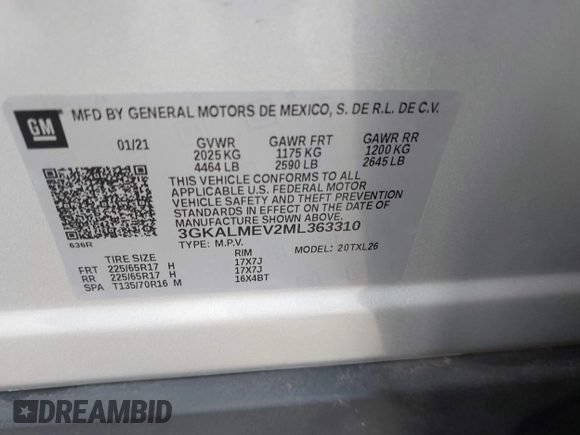 GM
MFD BY GENERAL MOTORS DE MEXICO, S. DE R.L. DE C.V.
01/21 GVWR GAWR FRT GAWR RR
2025 KG 1175 KG 1200 KG
4464 LB 2590 LB 2645 LB
THIS VEHICLE CONFORMS TO ALL
APPLICABLE U.S. FEDERAL MOTOR
VEHICLE SAFETY AND THEFT PREVENTION
STANDARDS IN EFFECT ON THE DATE OF
MANUFACTURE SHOWN ABOVE.
3GKALMEV2ML363310
636R
TYPE: M.P.V. MODEL: 20TXL26
TIRE SIZE RIM
FRT 225/65R17 H 17X7J
RR 225/65R17 H 17X7J
SPA T135/70R16 M 16X4BT
DREAMBID